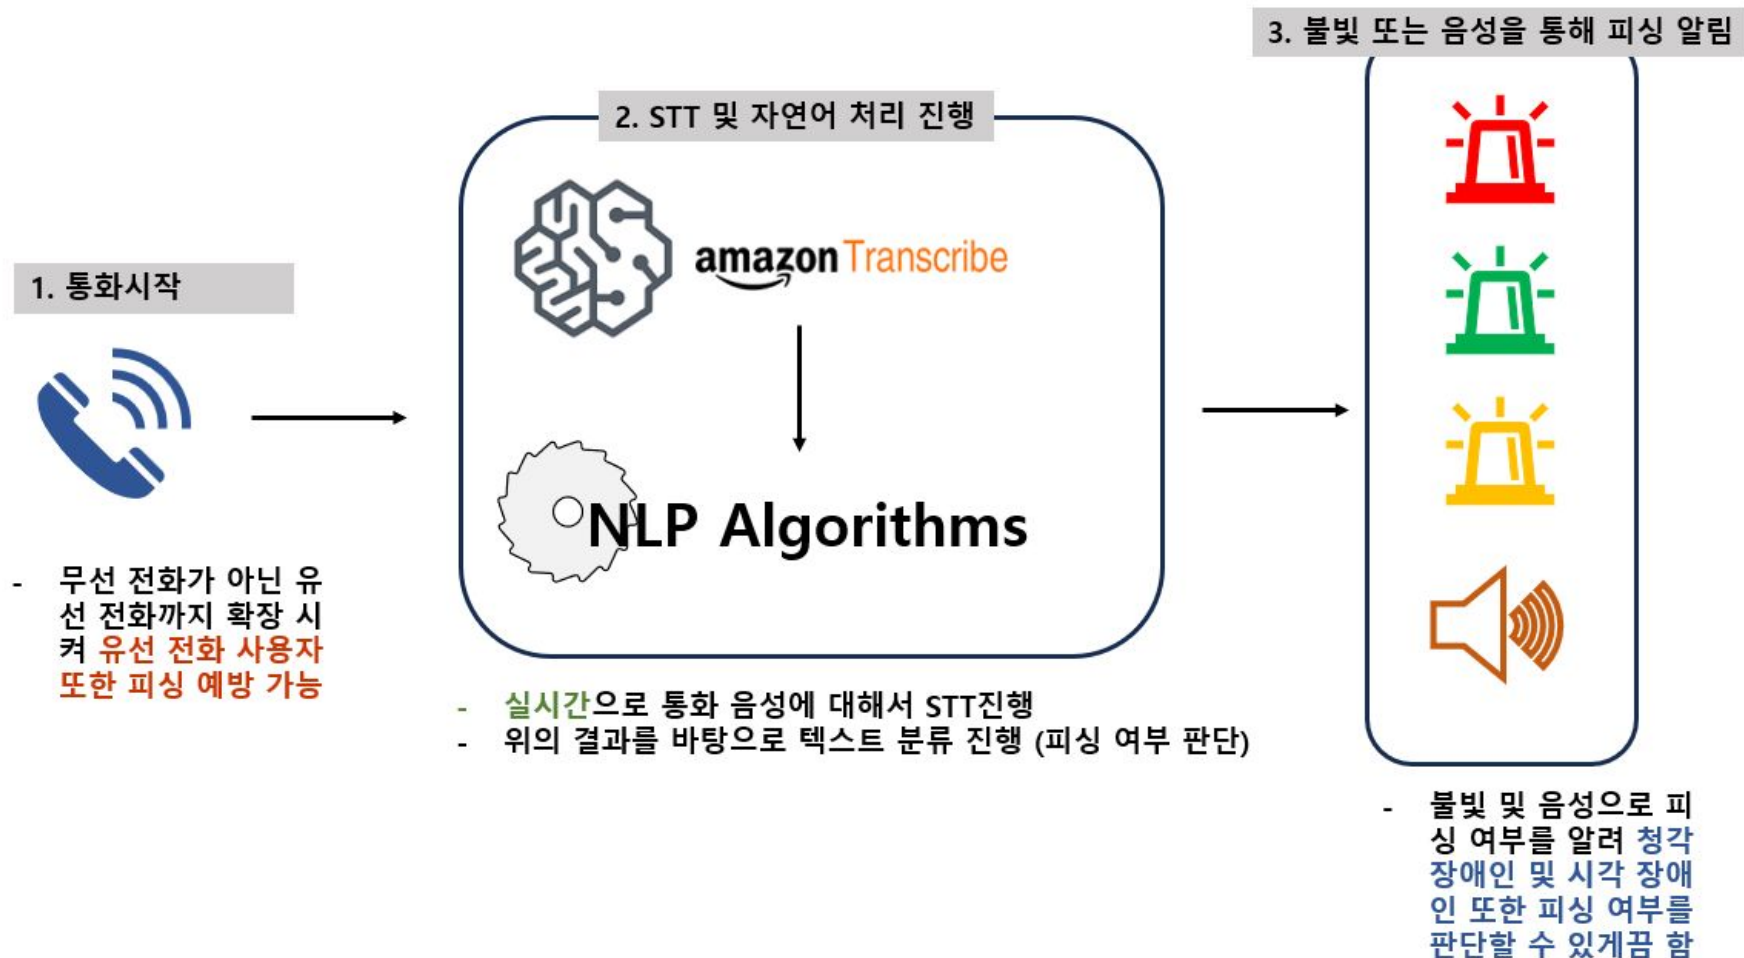 1. 통화시작
- 무선 전화가 아닌 유
선 전화까지 확장 시
켜 유선 전화 사용자
또한 피싱 예방 가능
2. STT 및 자연어 처리 진행
amazon Transcribe
NLP Algorithms
- 실시간으로 통화 음성에 대해서 STT진행
- 위의 결과를 바탕으로 텍스트 분류 진행 (피싱 여부 판단)
3. 불빛 또는 음성을 통해 피싱 알림
- 불빛 및 음성으로 피
싱 여부를 알려 청각
장애인 및 시각 장애
인 또한 피싱 여부를
판단할 수 있게끔 함